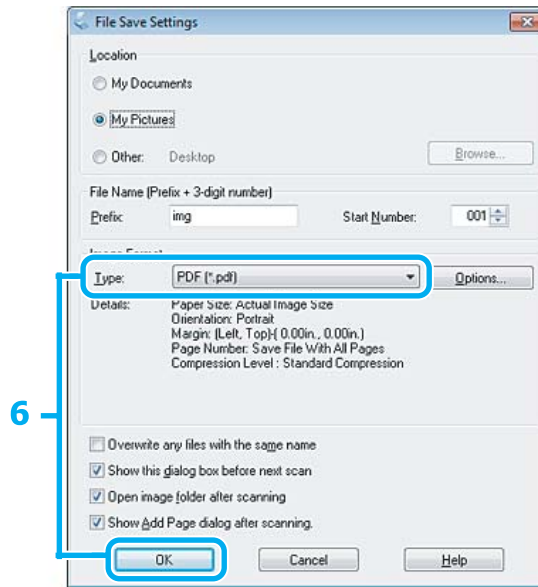 File Save Settings
Location
My Documents
My Pictures
Other: Desktop Browse...
File Name (Prefix + 3-digit number)
Prefix: img Start Number: 001
Image Format
Type: PDF (*.pdf) Options...
Details: Paper Size: Actual Image Size
Orientation: Portrait
Margin: (Left, Top)( 0.00in., 0.00in.)
Page Number: Save File With All Pages
Compression Level : Standard Compression
6
Overwrite any files with the same name
Show this dialog box before next scan
Open image folder after scanning
Show Add Page dialog after scanning.
OK Cancel Help